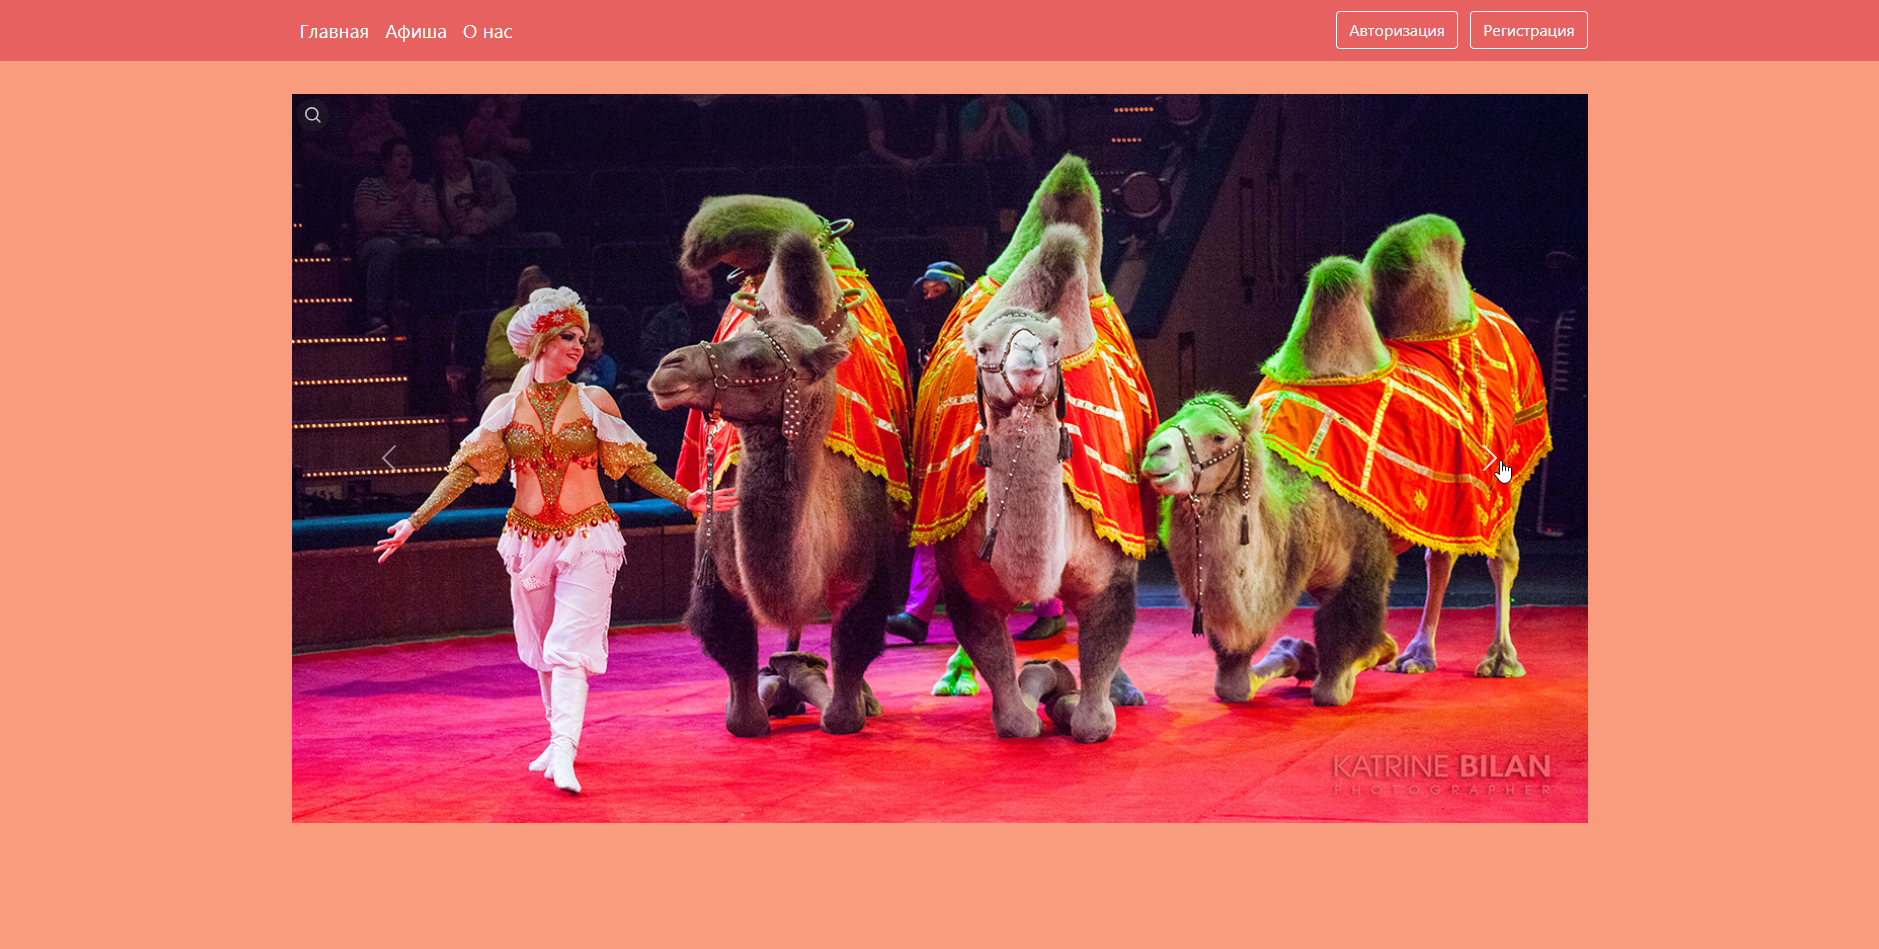 Главная Афиша О нас
Авторизация Регистрация
KATRINE BILAN
PHOTOGRAPHER